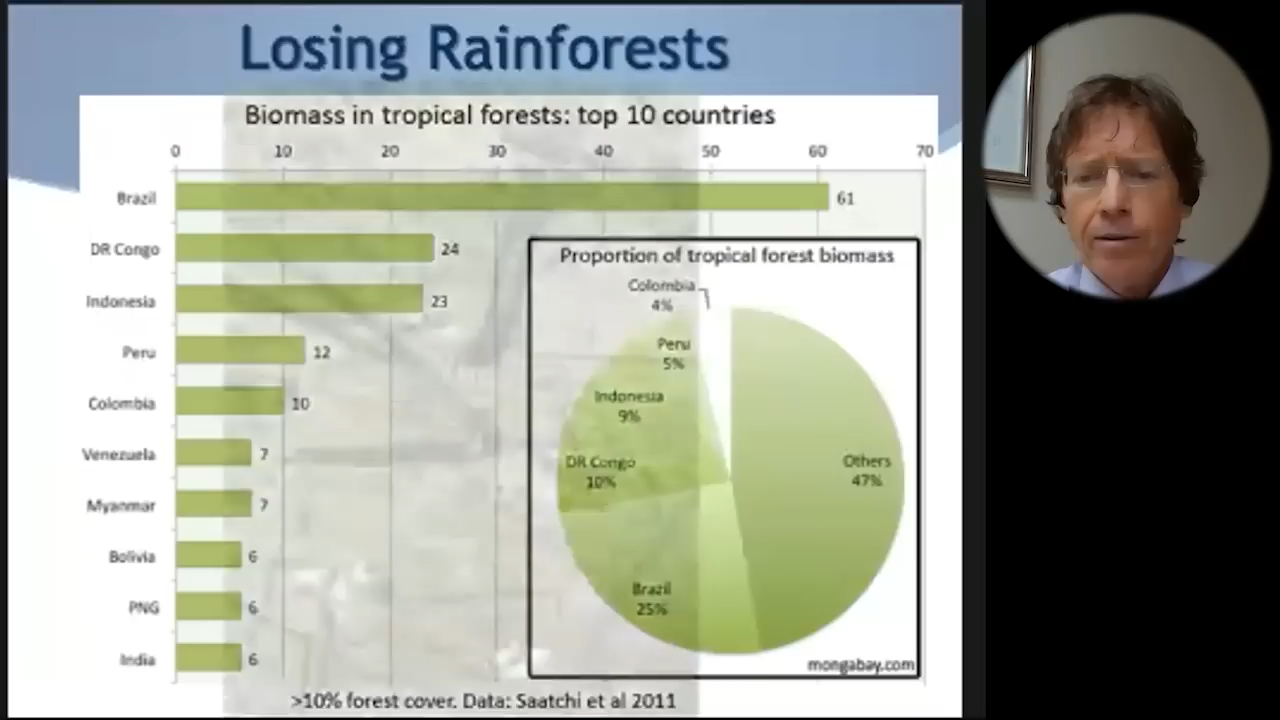 Losing Rainforests
Biomass in tropical forests: top 10 countries
0 10 20 30 40 50 60 70
Brazil 61
DR Congo 24
Indonesia 23
Peru 12
Colombia 10
Venezuela 7
Myanmar 7
Bolivia 6
PNG 6
India 6
Proportion of tropical forest biomass
Colombia
4%
Peru
5%
Indonesia
9%
DR Congo
10%
Brazil
25%
Others
47%
mongabay.com
>10% forest cover. Data: Saatchi et al 2011